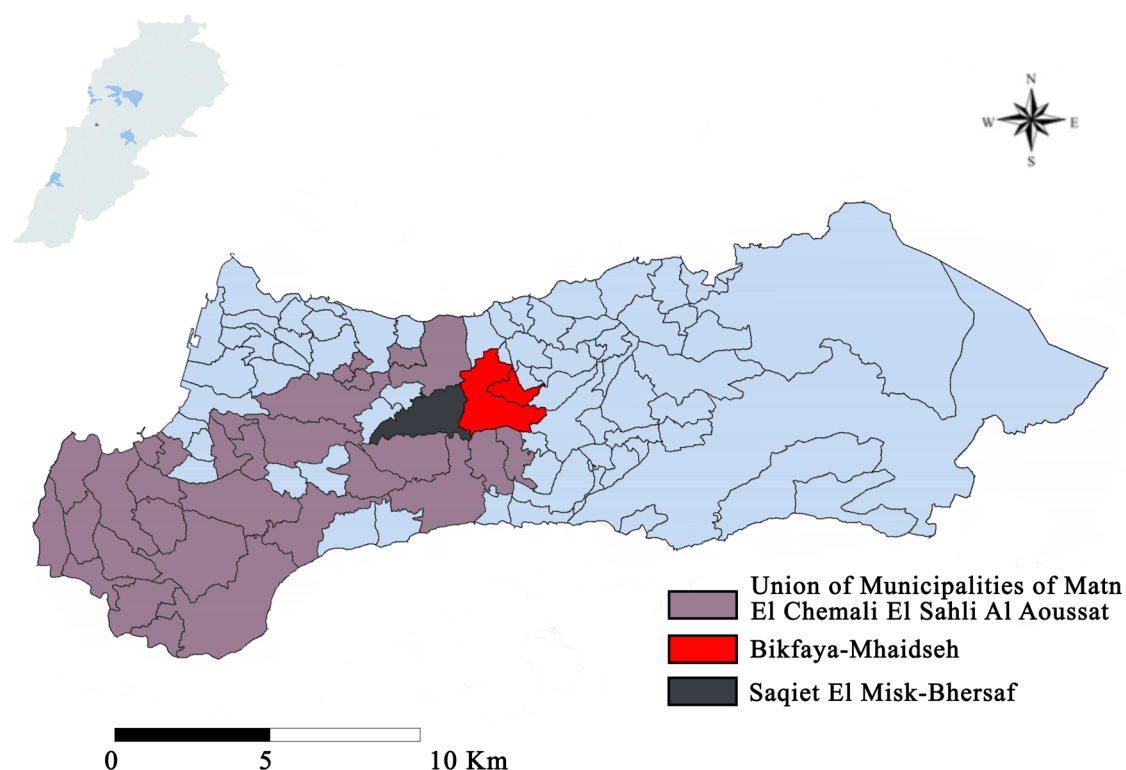 N
W E
S
Union of Municipalities of Matn
El Chemali El Sahli Al Aoussat
Bikfaya-Mhaidseh
Saqiet El Misk-Bhersaf
0 5 10 Km